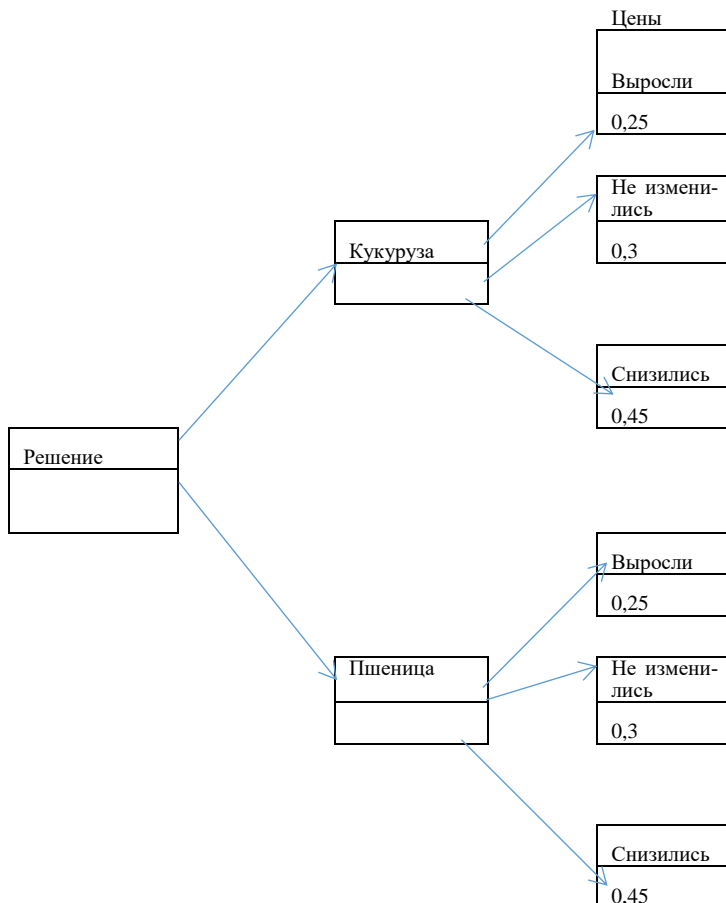 Цены
Выросли
0,25
Не измени-
лись
0,3
Кукуруза
Снизились
0,45
Решение
Выросли
0,25
Пшеница
Не измени-
лись
0,3
Снизились
0,45